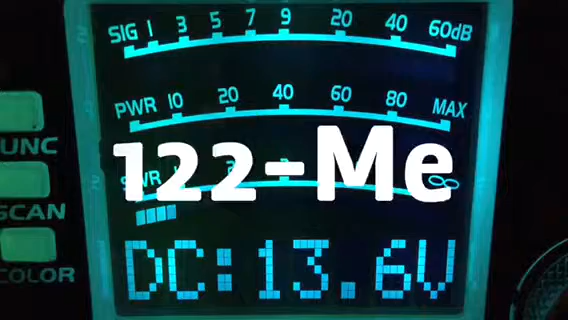 SIG 1 3 5 7 9 20 40 60dB
PWR 10 20 40 60 80 MAX
UNC
122-Me
SWR ∞
SCAN
COLOR
DC:13.6V